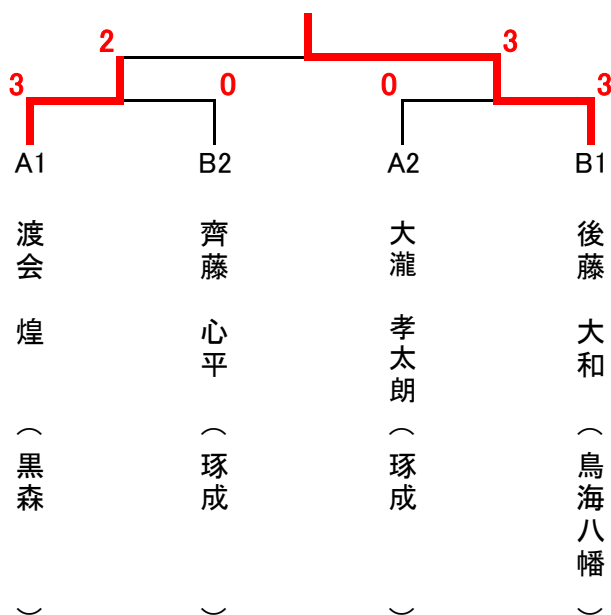 2 3
3 0 0 3
A1 B2 A2 B1
渡会 煌 （黒森）
齊藤 心平 （琢成）
大瀧 孝太朗 （琢成）
後藤 大和 （鳥海八幡）